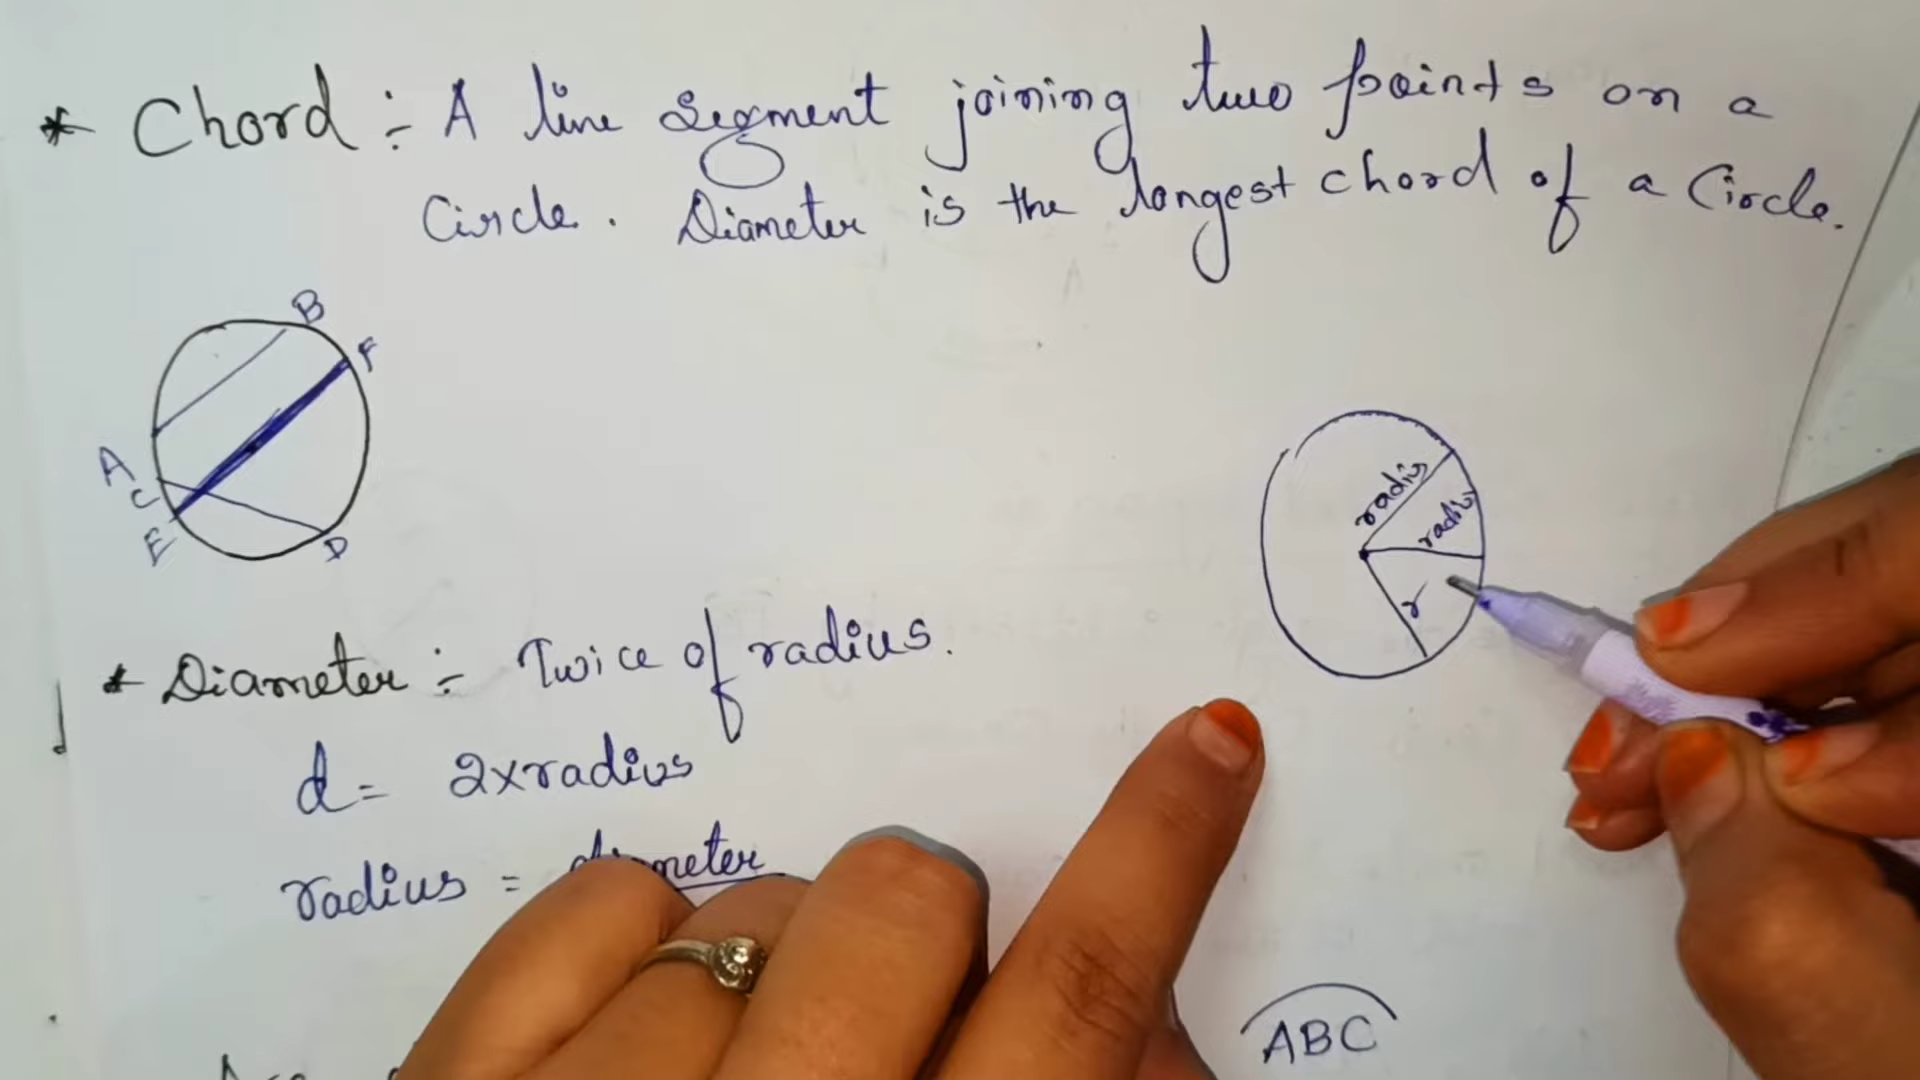 * Chord :- A line segment joining two points on a
Circle. Diameter is the longest chord of a Circle.
B
F
A
C
E
D
radius
radius
r
* Diameter :- Twice of radius.
d = 2×radius
radius = diameter
ABC